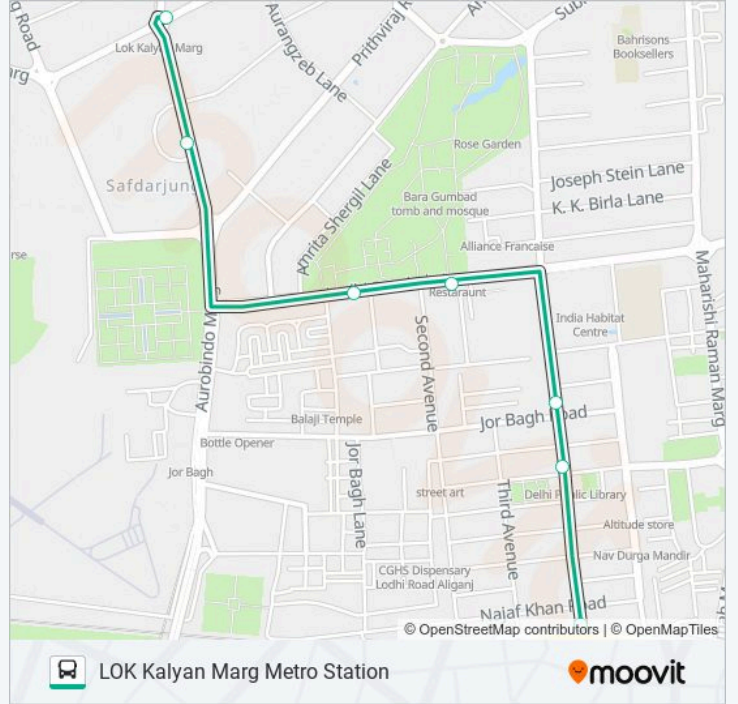 g Road
Aurangzeb Lane
Prithviraj R
Ar
Sub
Bahrisons
Booksellers
Lok Kalyan Marg
arg
Rose Garden
Safdarjung
Amrita Shergil Lane
Joseph Stein Lane
Bara Gumbad
tomb and mosque
K. K. Birla Lane
Alliance Francaise
rse
Maharishi Raman Marg
Restaraunt
India Habitat
Centre
Aurobindo M
Second Avenue
Balaji Temple
Jor Bagh Road
Bottle Opener
Jor Bagh
Jor Bagh Lane
street art
Third Avenue
Delhi Public Library
Altitude store
Nav Durga Mandir
CGHS Dispensary
Lodhi Road Aliganj
Najaf Khan Road
© OpenStreetMap contributors | © OpenMapTiles
LOK Kalyan Marg Metro Station
moovit